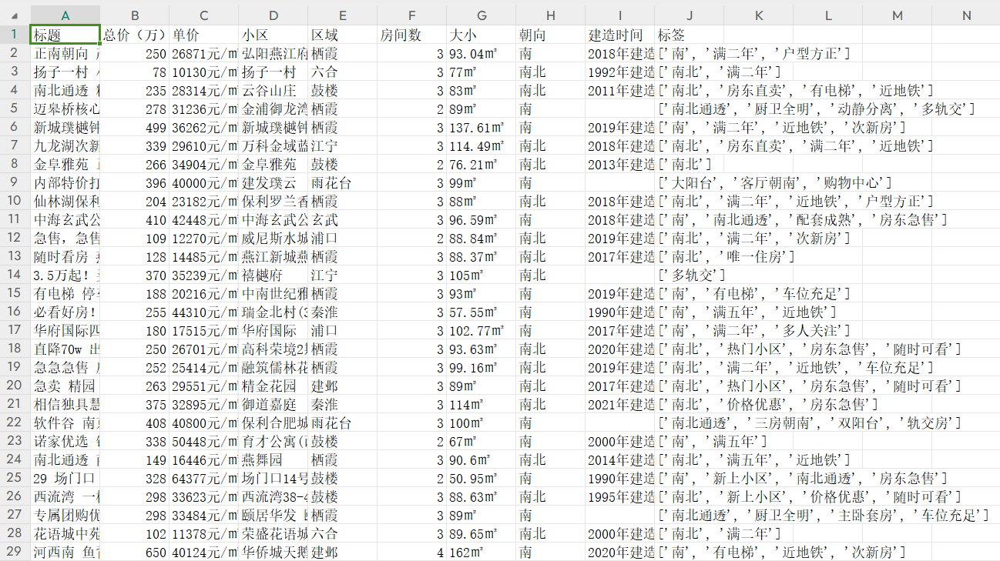 A B C D E F G H I J K L M N
1 标题 总价（万） 单价 小区 区域 房间数 大小 朝向 建造时间 标签
2 正南朝向 250 26871元/㎡ 弘阳燕江府 栖霞 3 93.04㎡ 南 2018年建造 ['南', '满二年', '户型方正']
3 扬子一村 78 10130元/㎡ 扬子一村 六合 3 77㎡ 南北 1992年建造 ['南北', '满二年']
4 南北通透 235 28314元/㎡ 云谷山庄 鼓楼 3 83㎡ 南北 2011年建造 ['南北', '房东直卖', '有电梯', '近地铁']
5 迈皋桥核心 278 31236元/㎡ 金浦御龙湾 栖霞 2 89㎡ 南 ['南北通透', '厨卫全明', '动静分离', '多轨交']
6 新城璞樾钟 499 36262元/㎡ 新城璞樾钟 栖霞 3 137.61㎡ 南 2019年建造 ['南', '满二年', '近地铁', '次新房']
7 九龙湖次新 339 29610元/㎡ 万科金域蓝 江宁 3 114.49㎡ 南北 2018年建造 ['南北', '房东直卖', '满二年', '近地铁']
8 金阜雅苑 266 34904元/㎡ 金阜雅苑 鼓楼 2 76.21㎡ 南北 2013年建造 ['南北']
9 内部特价打 396 40000元/㎡ 建发璞云 雨花台 3 99㎡ 南 ['大阳台', '客厅朝南', '购物中心']
10 仙林湖保利 204 23182元/㎡ 保利罗兰香 栖霞 3 88㎡ 南北 2018年建造 ['南北', '满二年', '近地铁', '户型方正']
11 中海玄武公 410 42448元/㎡ 中海玄武公 玄武 3 96.59㎡ 南 2018年建造 ['南', '南北通透', '配套成熟', '房东急售']
12 急售，急售 109 12270元/㎡ 威尼斯水城 浦口 2 88.84㎡ 南北 2019年建造 ['南北', '满二年', '次新房']
13 随时看房 128 14485元/㎡ 燕江新城燕 栖霞 3 88.37㎡ 南北 2017年建造 ['南北', '唯一住房']
14 3.5万起！ 370 35239元/㎡ 禧樾府 江宁 3 105㎡ 南北 ['多轨交']
15 有电梯 停车 188 20216元/㎡ 中南世纪雅 栖霞 3 93㎡ 南 2019年建造 ['南', '有电梯', '车位充足']
16 必看好房！ 255 44310元/㎡ 瑞金北村(3 秦淮 3 57.55㎡ 南 1990年建造 ['南', '满五年', '近地铁']
17 华府国际四 180 17515元/㎡ 华府国际 浦口 3 102.77㎡ 南 2017年建造 ['南', '满二年', '多人关注']
18 直降70w 出 250 26701元/㎡ 高科荣境2期 栖霞 3 93.63㎡ 南北 2020年建造 ['南北', '热门小区', '房东急售', '随时可看']
19 急急急售 252 25414元/㎡ 融筑儒林花 栖霞 3 99.16㎡ 南北 2019年建造 ['南北', '满二年', '近地铁', '车位充足']
20 急卖 精园 263 29551元/㎡ 精金花园 建邺 3 89㎡ 南北 2017年建造 ['南北', '热门小区', '房东急售', '随时可看']
21 相信独具慧 375 32895元/㎡ 御道嘉庭 秦淮 3 114㎡ 南北 2021年建造 ['南北', '价格优惠', '房东急售']
22 软件谷 南京 408 40800元/㎡ 保利合肥城 雨花台 3 100㎡ 南 ['南北通透', '三房朝南', '双阳台', '轨交房']
23 诺家优选 338 50448元/㎡ 育才公寓( 鼓楼 2 67㎡ 南 2000年建造 ['南', '满五年']
24 南北通透 149 16446元/㎡ 燕舞园 栖霞 3 90.6㎡ 南北 2014年建造 ['南北', '满五年', '近地铁']
25 29 场门口 328 64377元/㎡ 场门口14号 鼓楼 2 50.95㎡ 南 1990年建造 ['南', '新上小区', '南北通透', '房东急售']
26 西流湾 一楼 298 33623元/㎡ 西流湾38-4 鼓楼 3 88.63㎡ 南北 1995年建造 ['南北', '新上小区', '价格优惠', '随时可看']
27 专属团购优 298 33484元/㎡ 颐居华发 栖霞 3 89㎡ 南 ['南北通透', '厨卫全明', '主卧套房', '车位充足']
28 花语城中苑 102 11378元/㎡ 荣盛花语城 六合 3 89.65㎡ 南北 2000年建造 ['南北', '满二年']
29 河西南 鱼背 650 40124元/㎡ 华侨城天鹅 建邺 4 162㎡ 南 2020年建造 ['南', '有电梯', '近地铁', '次新房']